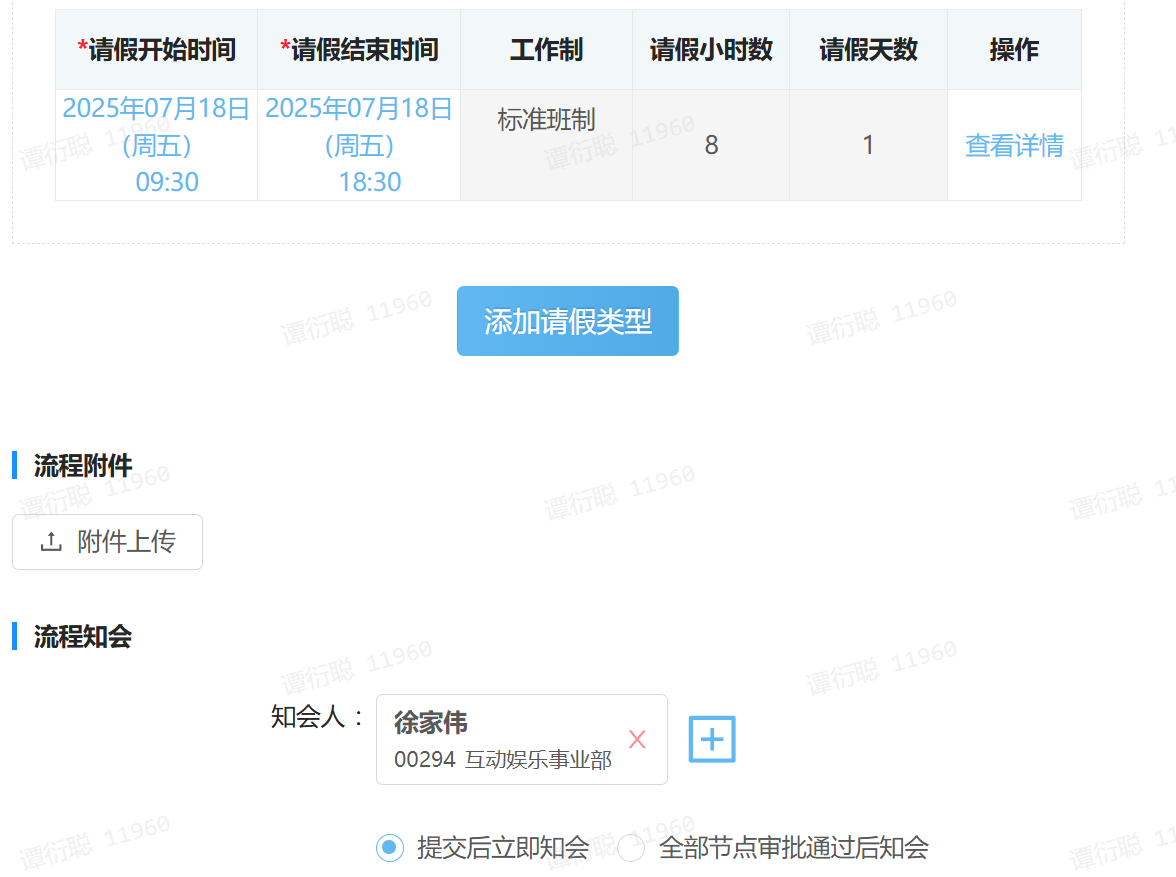 *请假开始时间 *请假结束时间 工作制 请假小时数 请假天数 操作
2025年07月18日 2025年07月18日 标准班制 8 1 查看详情
(周五) (周五)
09:30 18:30
添加请假类型
流程附件
附件上传
流程知会
知会人：
徐家伟
00294 互动娱乐事业部
提交后立即知会 全部节点审批通过后知会
谭衍聪 11960